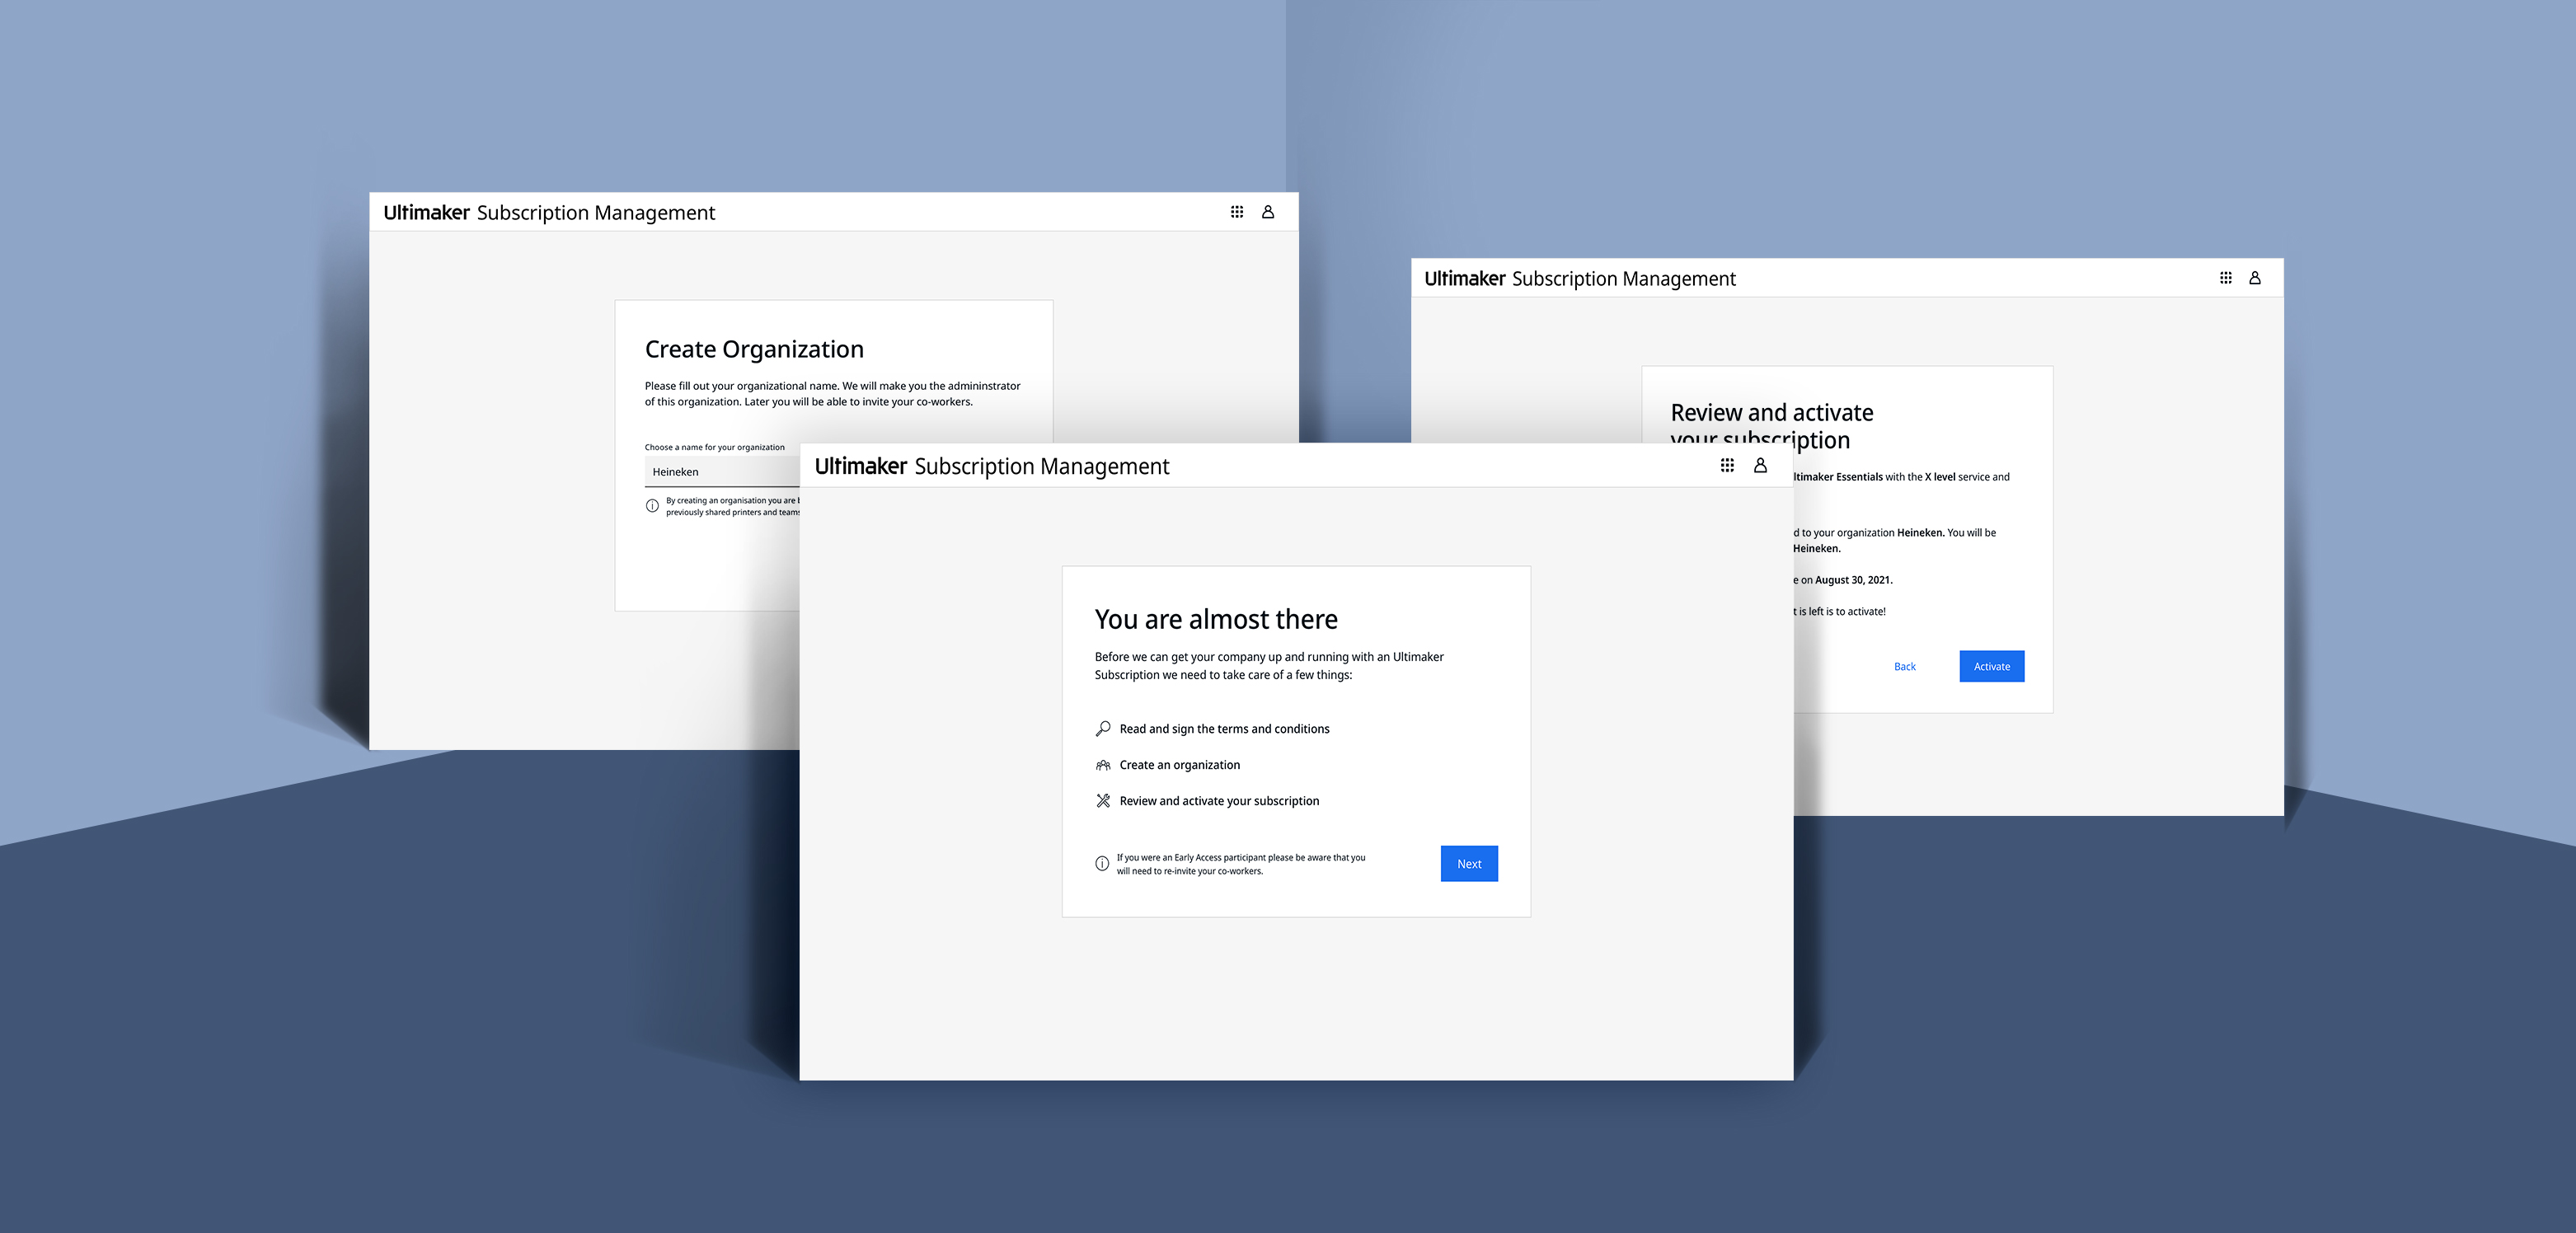 Ultimaker Subscription Management
Create Organization
Please fill out your organizational name. We will make you the admininstrator
of this organization. Later you will be able to invite your co-workers.
Choose a name for your organization
Heineken
By creating an organisation you are
previously shared printers and teams
Ultimaker Subscription Management
You are almost there
Before we can get your company up and running with an Ultimaker
Subscription we need to take care of a few things:
Read and sign the terms and conditions
Create an organization
Review and activate your subscription
If you were an Early Access participant please be aware that you
will need to re-invite your co-workers.
Next
Ultimaker Subscription Management
Review and activate
your subscription
ltimaker Essentials with the X level service and
d to your organization Heineken. You will be
Heineken.
e on August 30, 2021.
t is left is to activate!
Back
Activate